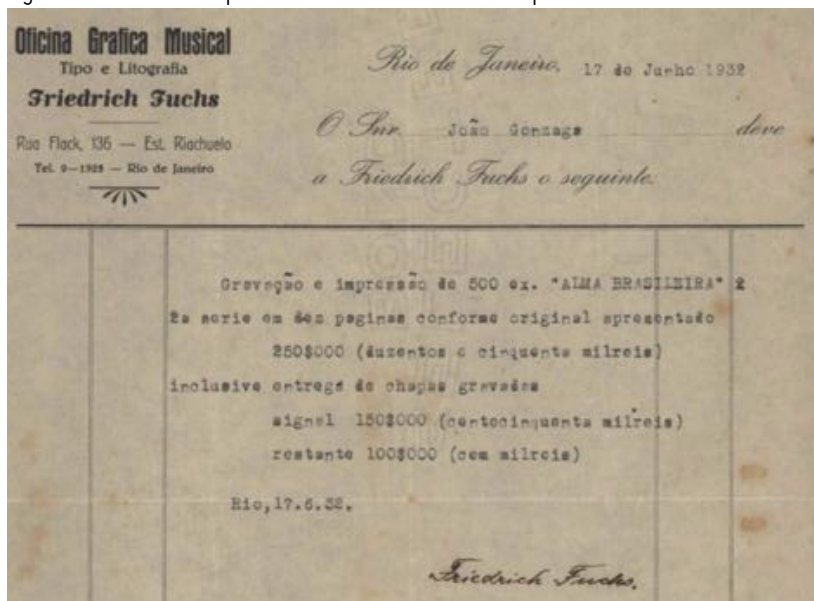 Oficina Grafica Musical
Tipo e Litografia
Friedrich Fuchs
Rua Flack, 136 — Est. Riachuelo
Tel. 9—1928 — Rio de Janeiro
Rio de Janeiro, 17 de Junho 1932
O Snr. João Gonzaga deve
a Friedrich Fuchs o seguinte:
Gravação e impressão de 500 ex. "ALMA BRASILEIRA" 2
2a serie em dez paginas conforme original apresentado
250$000 (duzentos e cinquenta milreis)
inclusive entrega de chapas gravadas
signal 150$000 (centocinquenta milreis)
restante 100$000 (cem milreis)
Rio, 17.6.32.
Friedrich Fuchs.